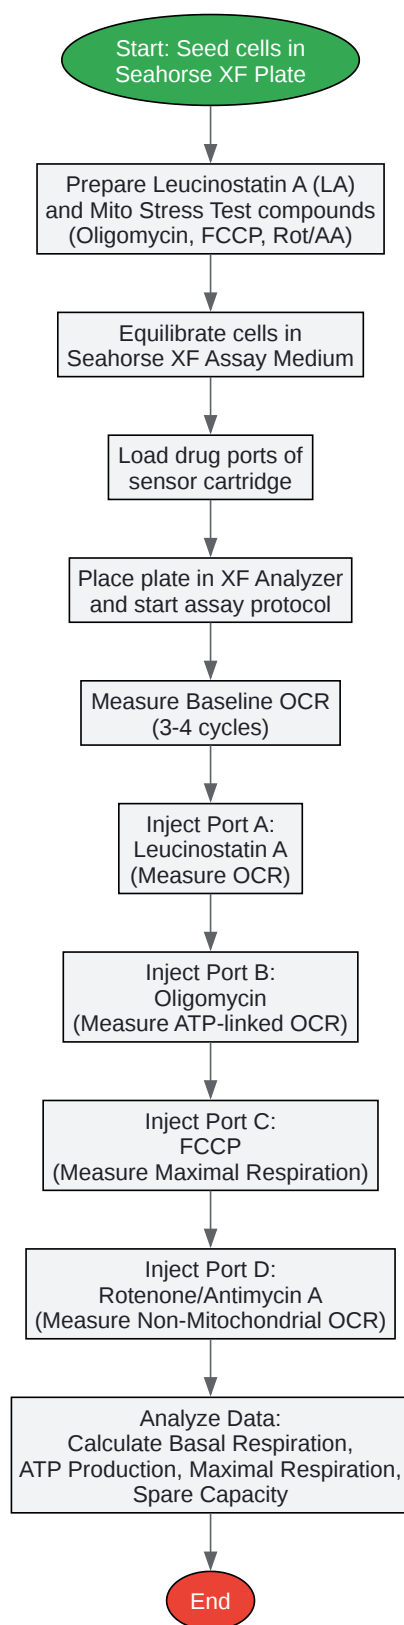 Start: Seed cells in
Seahorse XF Plate
Prepare Leucinostatin A (LA)
and Mito Stress Test compounds
(Oligomycin, FCCP, Rot/AA)
Equilibrate cells in
Seahorse XF Assay Medium
Load drug ports of
sensor cartridge
Place plate in XF Analyzer
and start assay protocol
Measure Baseline OCR
(3-4 cycles)
Inject Port A:
Leucinostatin A
(Measure OCR)
Inject Port B:
Oligomycin
(Measure ATP-linked OCR)
Inject Port C:
FCCP
(Measure Maximal Respiration)
Inject Port D:
Rotenone/Antimycin A
(Measure Non-Mitochondrial OCR)
Analyze Data:
Calculate Basal Respiration,
ATP Production, Maximal Respiration,
Spare Capacity
End